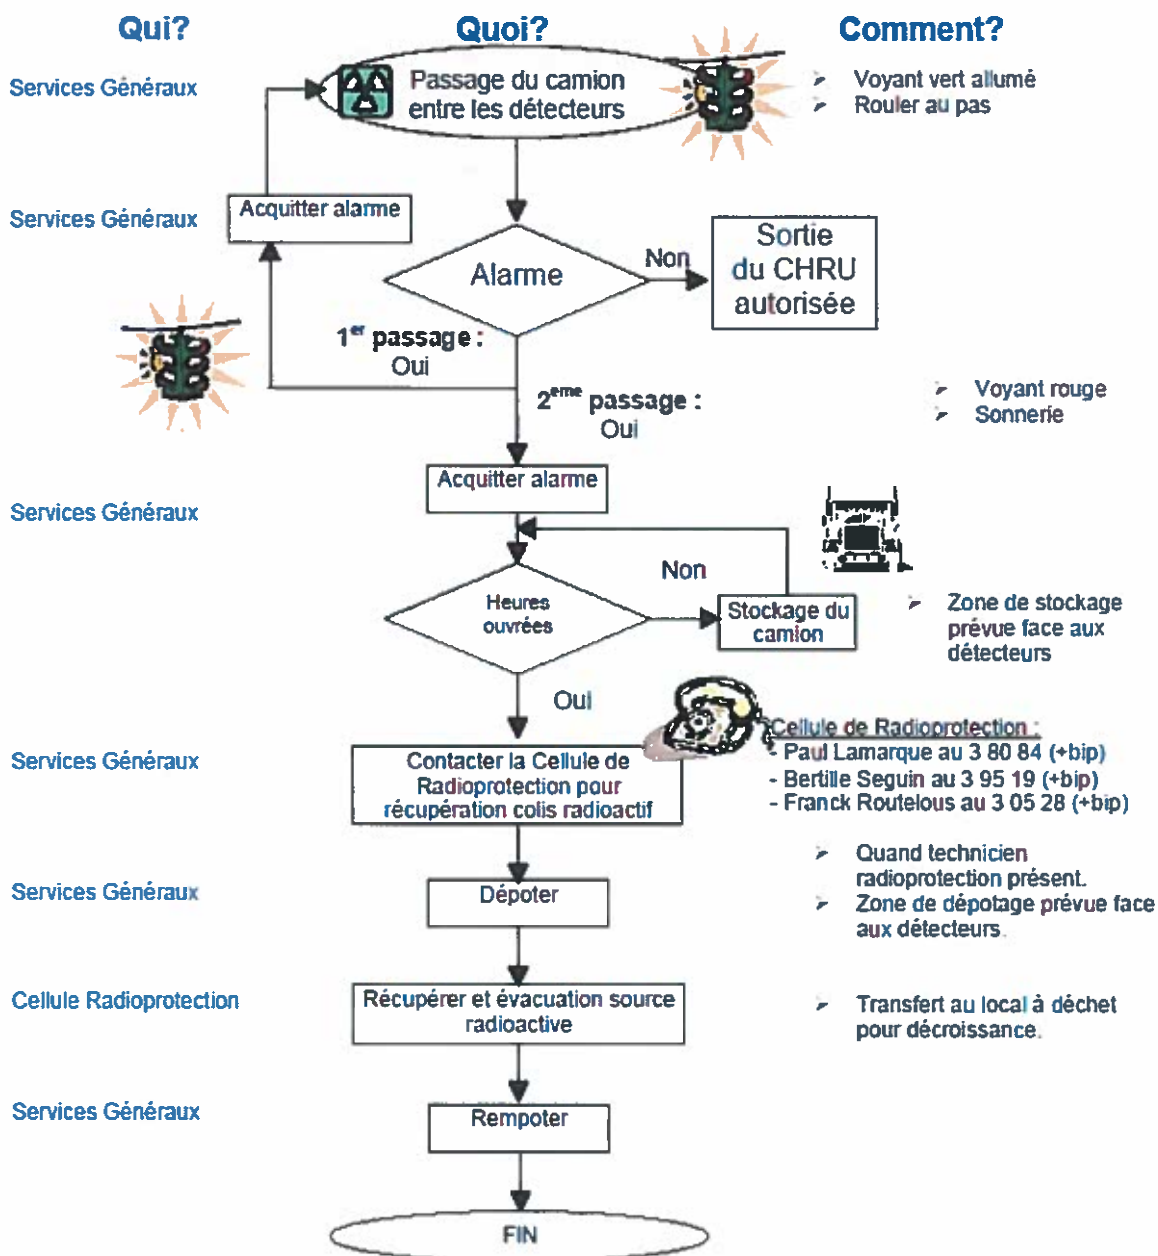 Qui?
Quoi?
Comment?
Services Généraux
Passage du camion
entre les détecteurs
➢ Voyant vert allumé
➢ Rouler au pas
Services Généraux
Acquitter alarme
Alarme
Non
Sortie
du CHRU
autorisée
1er passage :
Oui
2eme passage :
Oui
➢ Voyant rouge
➢ Sonnerie
Acquitter alarme
Services Généraux
Heures
ouvrées
Non
Stockage du
camion
➢ Zone de stockage
prévue face aux
détecteurs
Oui
Services Généraux
Contacter la Cellule de
Radioprotection pour
récupération colis radioactif
Cellule de Radioprotection :
- Paul Lamarque au 3 80 84 (+bip)
- Bertille Seguin au 3 95 19 (+bip)
- Franck Routelous au 3 05 28 (+bip)
Services Généraux
Dépoter
➢ Quand technicien
radioprotection présent.
➢ Zone de dépotage prévue face
aux détecteurs.
Cellule Radioprotection
Récupérer et évacuation source
radioactive
➢ Transfert au local à déchet
pour décroissance.
Services Généraux
Rempoter
FIN